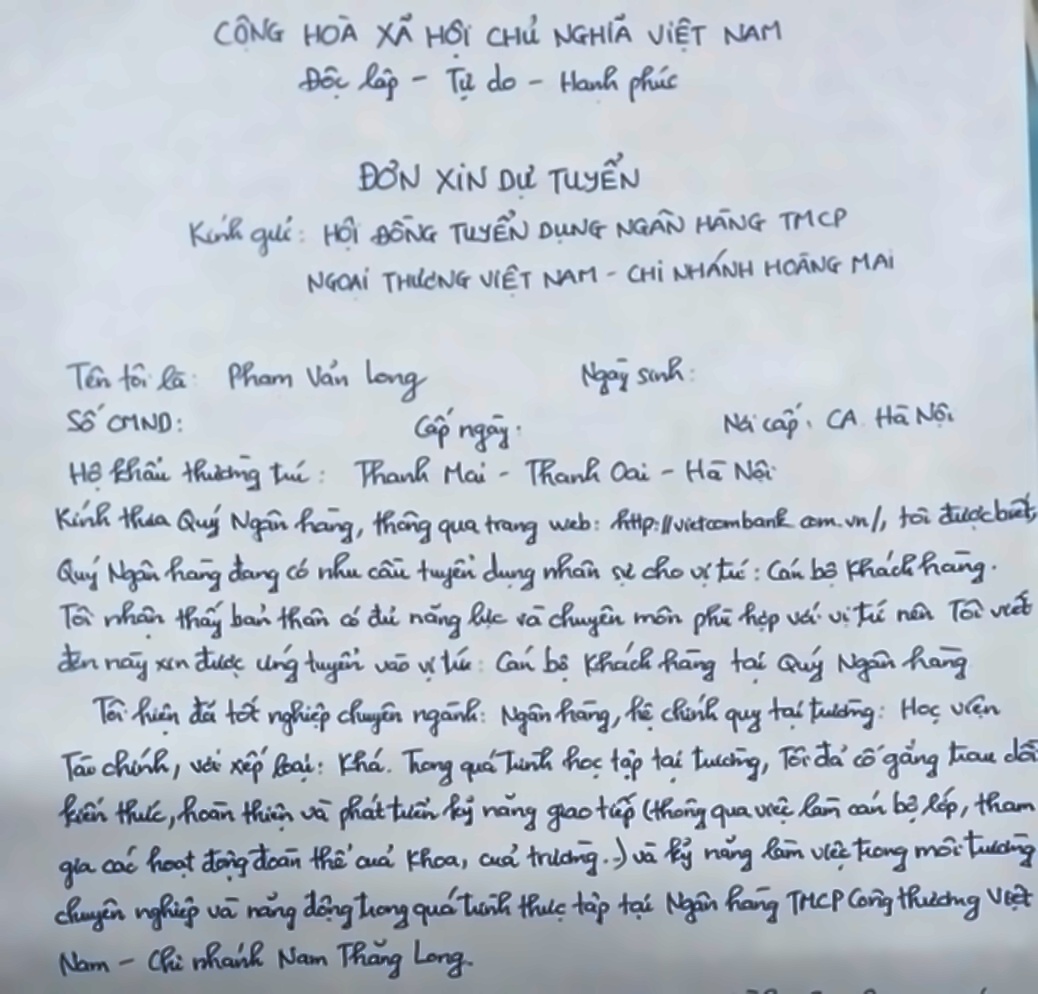 CỘNG HOÀ XÃ HỘI CHỦ NGHĨA VIỆT NAM
Độc lập - Tự do - Hạnh phúc
ĐƠN XIN DỰ TUYỂN
Kính gửi: HỘI ĐỒNG TUYỂN DỤNG NGÂN HÀNG TMCP
NGOẠI THƯƠNG VIỆT NAM - CHI NHÁNH HOÀNG MAI
Tên tôi là: Phạm Văn Long Ngày sinh:
Số CMND: Cấp ngày: Nơi cấp: CA Hà Nội
Hộ khẩu thường trú: Thanh Mai - Thanh Oai - Hà Nội
Kính thưa Quý Ngân hàng, thông qua trang web: http://vietcombank.com.vn/, tôi được biết,
Quý Ngân hàng đang có nhu cầu tuyển dụng nhân sự cho vị trí: Cán bộ Khách hàng.
Tôi nhận thấy bản thân có đủ năng lực và chuyên môn phù hợp với vị trí nên Tôi viết
đơn này xin được ứng tuyển vào vị trí: Cán bộ Khách hàng tại Quý Ngân hàng
Tôi hiện đã tốt nghiệp chuyên ngành: Ngân hàng, hệ chính quy tại trường: Học viện
Tài chính, với xếp loại: Khá. Trong quá trình học tập tại trường, Tôi đã cố gắng trau dồi
kiến thức, hoàn thiện và phát triển kỹ năng giao tiếp (thông qua việc làm cán bộ lớp, tham
gia các hoạt động đoàn thể của Khoa, của trường.) và kỹ năng làm việc trong môi trường
chuyên nghiệp và năng động trong quá trình thực tập tại Ngân hàng TMCP Công thương Việt
Nam - Chi nhánh Nam Thăng Long.